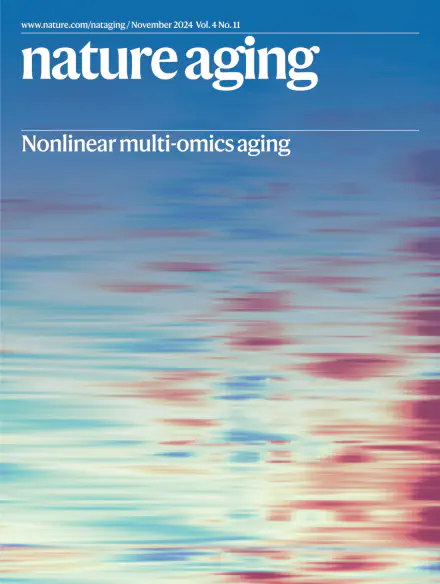 www.nature.com/nataging / November 2024 Vol. 4 No. 11
nature aging
Nonlinear multi-omics aging